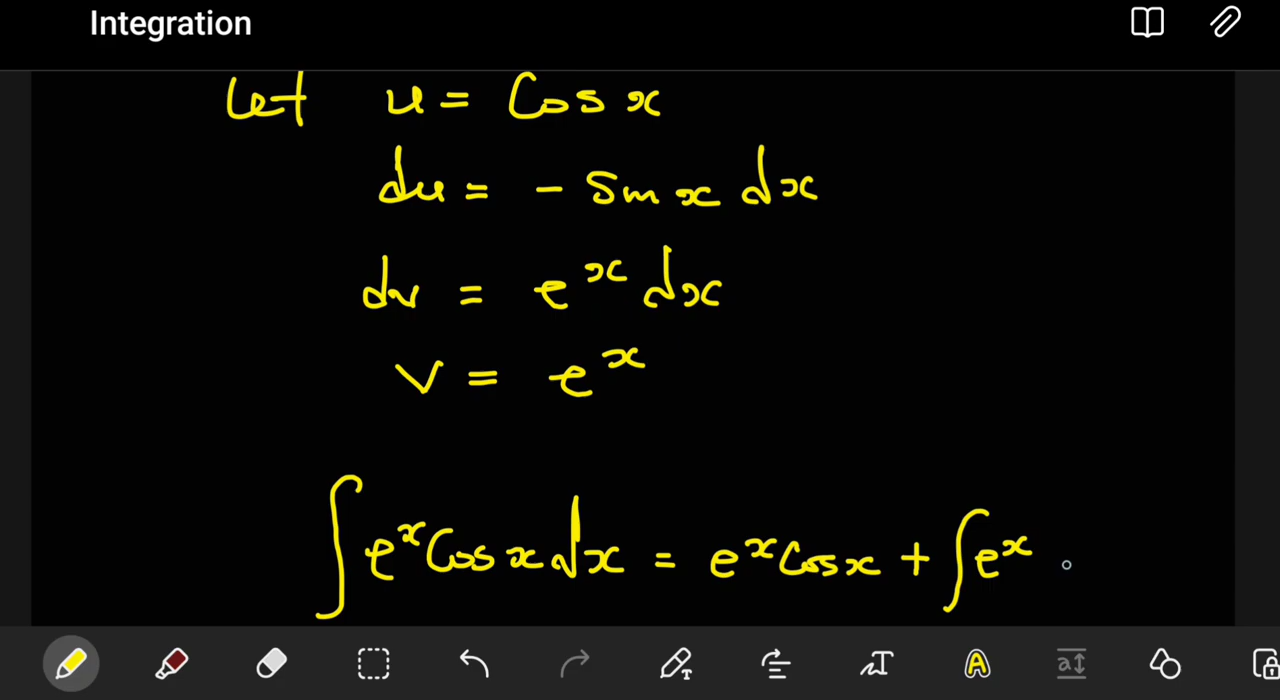 Integration
Let u = Cos x
du = - Sin x dx
dv = e^x dx
v = e^x
∫ e^x Cos x dx = e^x Cos x + ∫ e^x